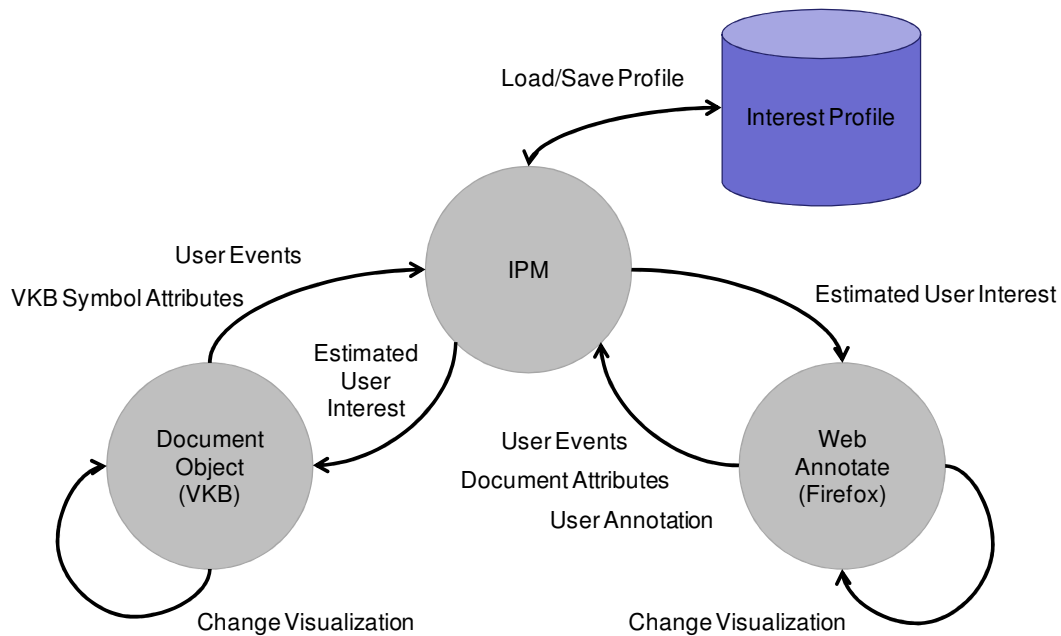 Load/Save Profile
Interest Profile
User Events
IPM
VKB Symbol Attributes
Estimated User Interest
Estimated
User
Interest
Document
Object
(VKB)
User Events
Document Attributes
User Annotation
Web
Annotate
(Firefox)
Change Visualization
Change Visualization